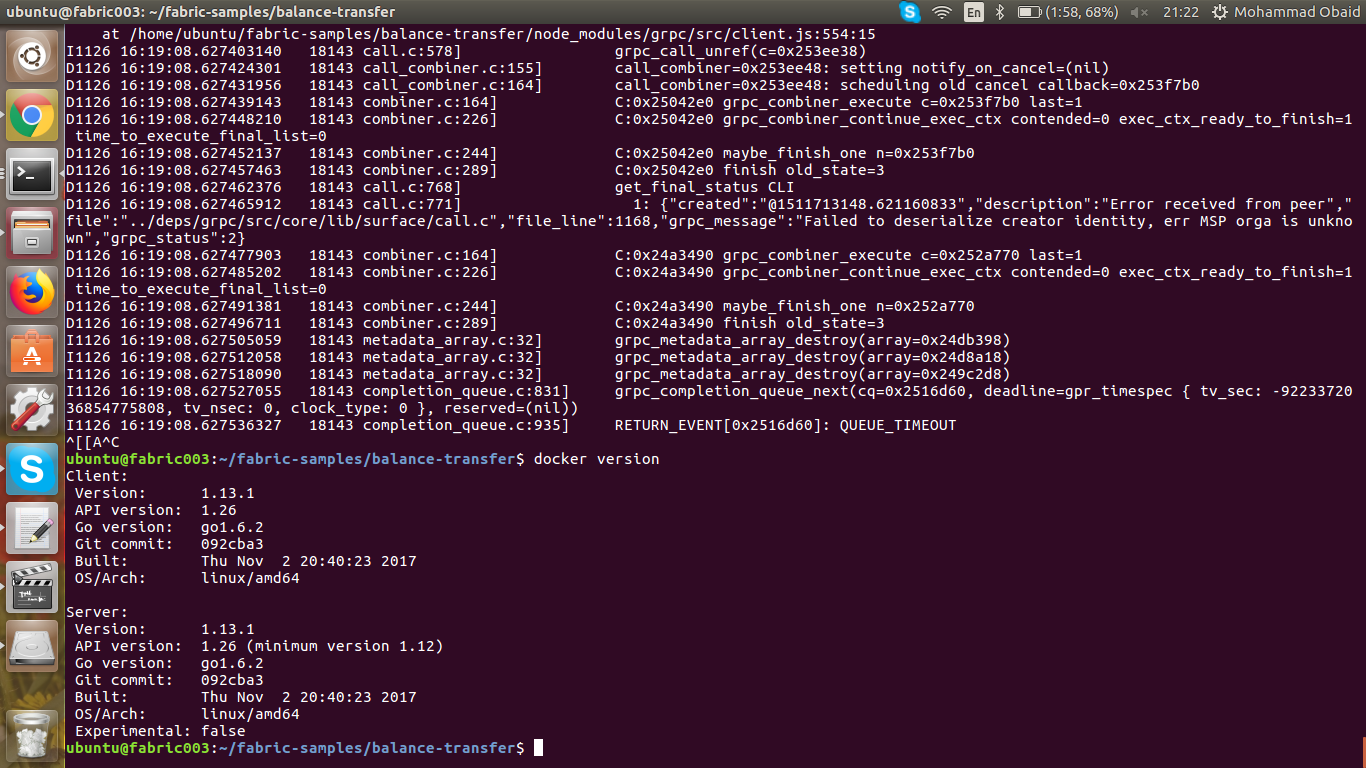 ubuntu@fabric003: ~/fabric-samples/balance-transfer
En
(1:58, 68%)
21:22
Mohammad Obaid
    at /home/ubuntu/fabric-samples/balance-transfer/node_modules/grpc/src/client.js:554:15
I1126 16:19:08.627403140   18143 call.c:578]            grpc_call_unref(c=0x253ee38)
D1126 16:19:08.627424301   18143 call_combiner.c:155]   call_combiner=0x253ee48: setting notify_on_cancel=(nil)
D1126 16:19:08.627431956   18143 call_combiner.c:164]   call_combiner=0x253ee48: scheduling old cancel callback=0x253f7b0
D1126 16:19:08.627439143   18143 combiner.c:164]        C:0x25042e0 grpc_combiner_execute c=0x253f7b0 last=1
D1126 16:19:08.627448210   18143 combiner.c:226]        C:0x25042e0 grpc_combiner_continue_exec_ctx contended=0 exec_ctx_ready_to_finish=1
 time_to_execute_final_list=0
D1126 16:19:08.627452137   18143 combiner.c:244]        C:0x25042e0 maybe_finish_one n=0x253f7b0
D1126 16:19:08.627457463   18143 combiner.c:289]        C:0x25042e0 finish old_state=3
D1126 16:19:08.627462376   18143 call.c:768]            get_final_status CLI
D1126 16:19:08.627465912   18143 call.c:771]              1: {"created":"@1511713148.621160833","description":"Error received from peer","
file":"../deps/grpc/src/core/lib/surface/call.c","file_line":1168,"grpc_message":"Failed to deserialize creator identity, err MSP orga is unkno
wn","grpc_status":2}
D1126 16:19:08.627477903   18143 combiner.c:164]        C:0x24a3490 grpc_combiner_execute c=0x252a770 last=1
D1126 16:19:08.627485202   18143 combiner.c:226]        C:0x24a3490 grpc_combiner_continue_exec_ctx contended=0 exec_ctx_ready_to_finish=1
 time_to_execute_final_list=0
D1126 16:19:08.627491381   18143 combiner.c:244]        C:0x24a3490 maybe_finish_one n=0x252a770
D1126 16:19:08.627496711   18143 combiner.c:289]        C:0x24a3490 finish old_state=3
I1126 16:19:08.627505059   18143 metadata_array.c:32]   grpc_metadata_array_destroy(array=0x24db398)
I1126 16:19:08.627512058   18143 metadata_array.c:32]   grpc_metadata_array_destroy(array=0x24d8a18)
I1126 16:19:08.627518090   18143 metadata_array.c:32]   grpc_metadata_array_destroy(array=0x249c2d8)
I1126 16:19:08.627527055   18143 completion_queue.c:831]     grpc_completion_queue_next(cq=0x2516d60, deadline=gpr_timespec { tv_sec: -92233720
36854775808, tv_nsec: 0, clock_type: 0 }, reserved=(nil))
I1126 16:19:08.627536327   18143 completion_queue.c:935]     RETURN_EVENT[0x2516d60]: QUEUE_TIMEOUT
^[[A^C
ubuntu@fabric003:~/fabric-samples/balance-transfer$ docker version
Client:
 Version:      1.13.1
 API version:  1.26
 Go version:   go1.6.2
 Git commit:   092cba3
 Built:        Thu Nov  2 20:40:23 2017
 OS/Arch:      linux/amd64

Server:
 Version:      1.13.1
 API version:  1.26 (minimum version 1.12)
 Go version:   go1.6.2
 Git commit:   092cba3
 Built:        Thu Nov  2 20:40:23 2017
 OS/Arch:      linux/amd64
 Experimental: false
ubuntu@fabric003:~/fabric-samples/balance-transfer$